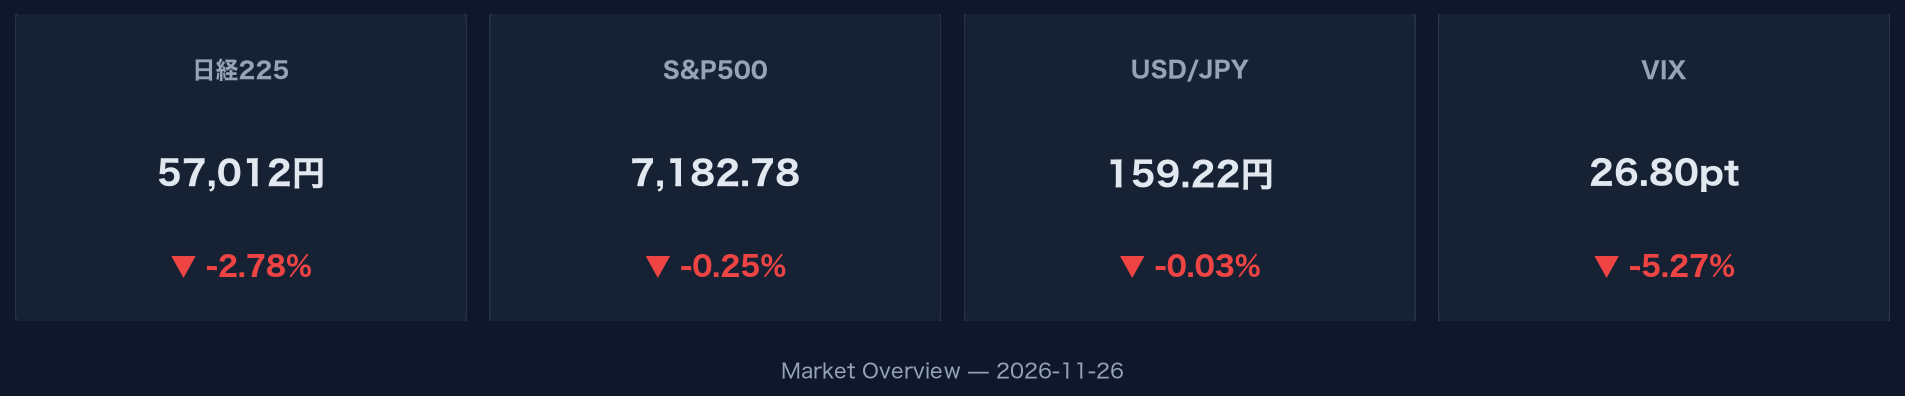 日経225
57,012円
▼ -2.78%
S&P500
7,182.78
▼ -0.25%
USD/JPY
159.22円
▼ -0.03%
VIX
26.80pt
▼ -5.27%
Market Overview — 2026-11-26